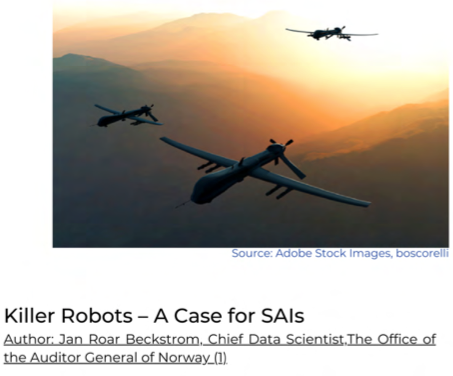 Source: Adobe Stock Images, boscorelli
Killer Robots – A Case for SAIs
Author: Jan Roar Beckstrom, Chief Data Scientist,The Office of
the Auditor General of Norway (1)